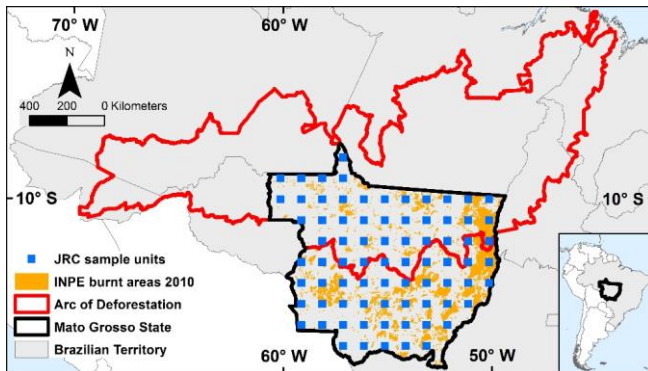 70° W
60° W
N
400 200 0 Kilometers
10° S
10° S
JRC sample units
INPE burnt areas 2010
Arc of Deforestation
Mato Grosso State
Brazilian Territory
60° W
50° W